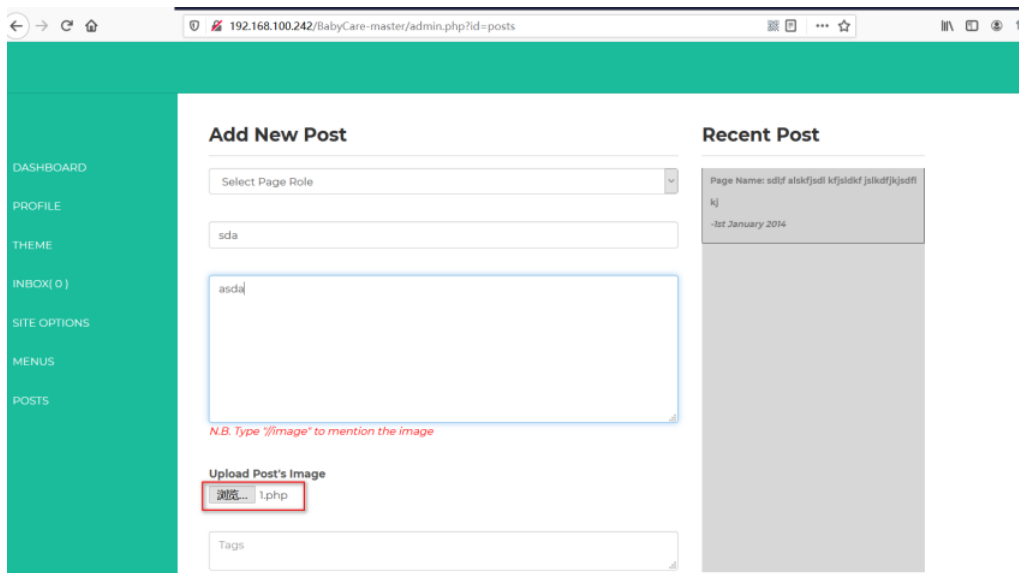 192.168.100.242/BabyCare-master/admin.php?id=posts
DASHBOARD
PROFILE
THEME
INBOX( 0 )
SITE OPTIONS
MENUS
POSTS
Add New Post
Select Page Role
sda
asda
N.B. Type "//image" to mention the image
Upload Post's Image
浏览... 1.php
Tags
Recent Post
Page Name: sdlf alskfjsdl kfjsldkf jslkdfjkjsdfl
kj
-1st January 2014